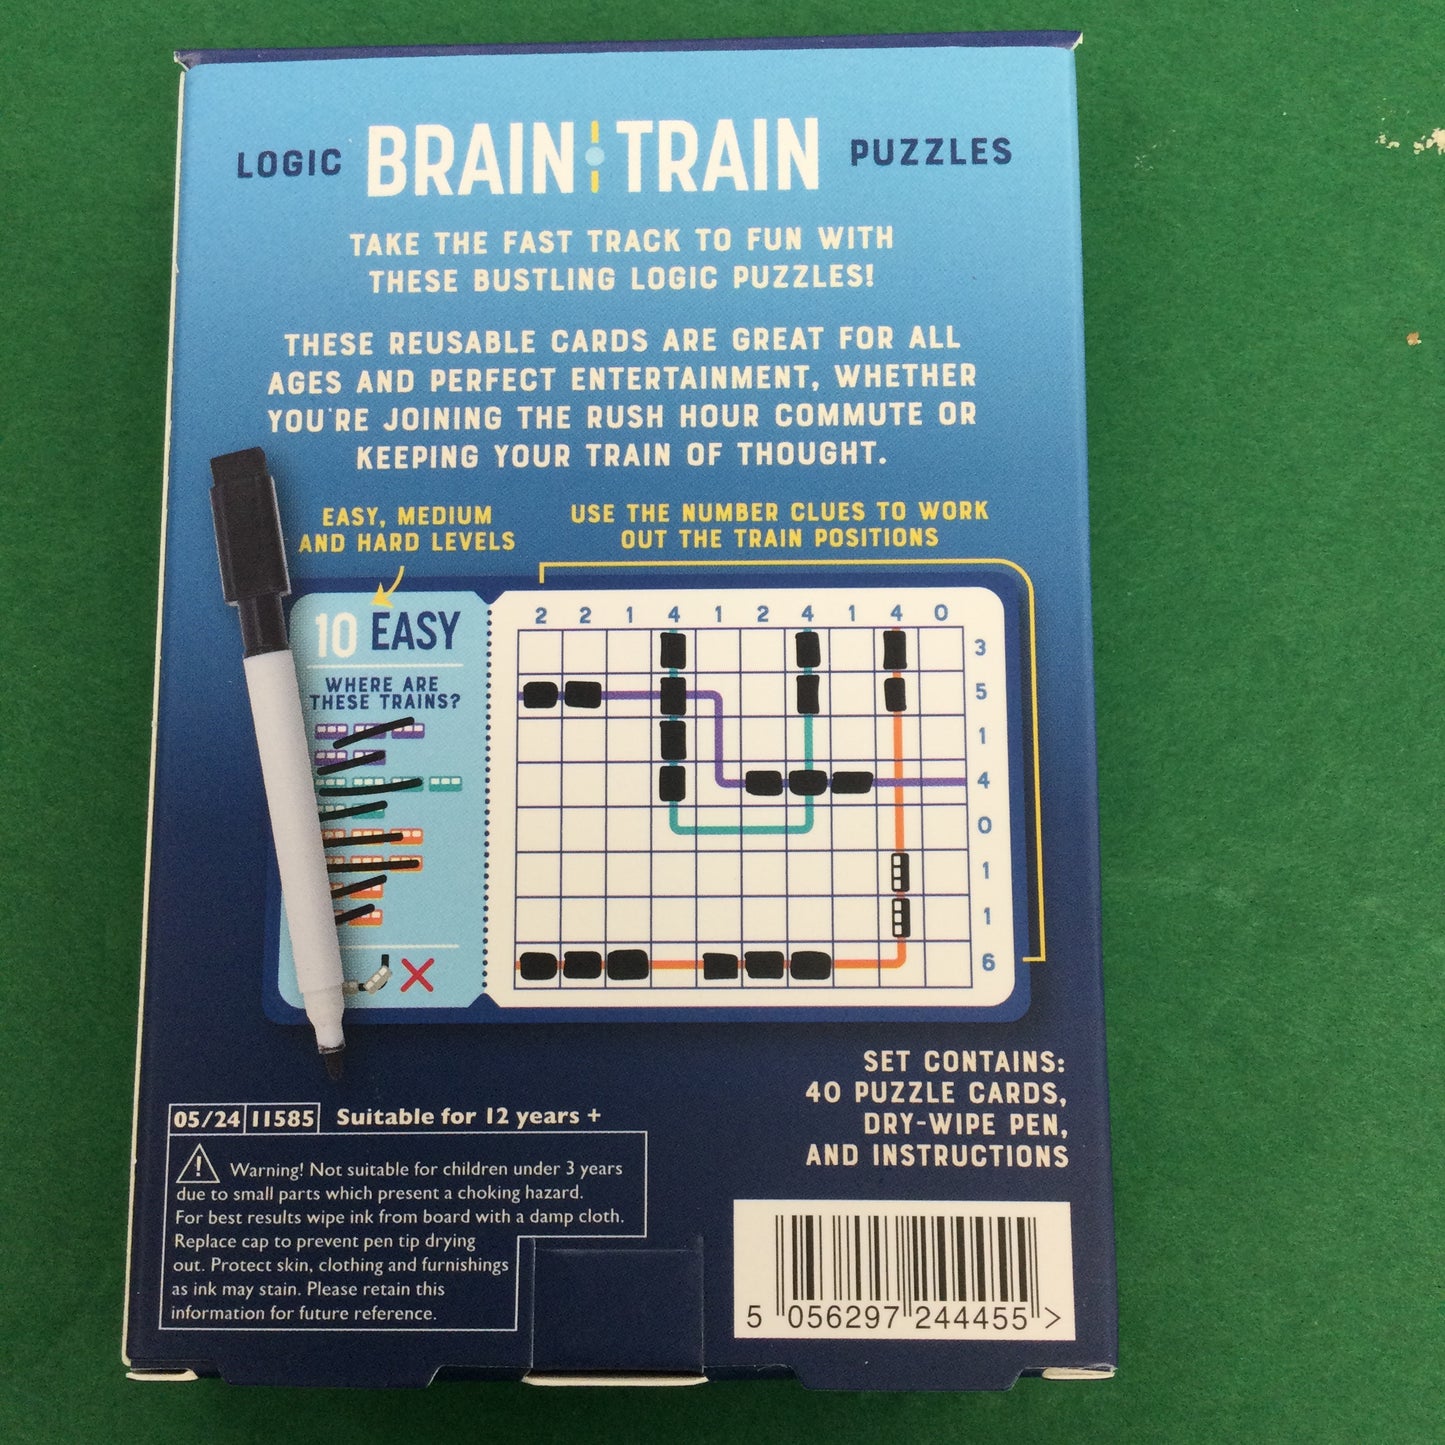 LOGIC BRAIN TRAIN PUZZLES
TAKE THE FAST TRACK TO FUN WITH
THESE BUSTLING LOGIC PUZZLES!
THESE REUSABLE CARDS ARE GREAT FOR ALL
AGES AND PERFECT ENTERTAINMENT, WHETHER
YOU'RE JOINING THE RUSH HOUR COMMUTE OR
KEEPING YOUR TRAIN OF THOUGHT.
EASY, MEDIUM
AND HARD LEVELS
USE THE NUMBER CLUES TO WORK
OUT THE TRAIN POSITIONS
10 EASY
WHERE ARE
THESE TRAINS?
2 2 1 4 1 2 4 1 4 0
3
5
1
4
0
1
1
6
SET CONTAINS:
40 PUZZLE CARDS,
DRY-WIPE PEN,
AND INSTRUCTIONS
05/24 11585 Suitable for 12 years +
Warning! Not suitable for children under 3 years
due to small parts which present a choking hazard.
For best results wipe ink from board with a damp cloth.
Replace cap to prevent pen tip drying
out. Protect skin, clothing and furnishings
as ink may stain. Please retain this
information for future reference.
5 056297 244455 >